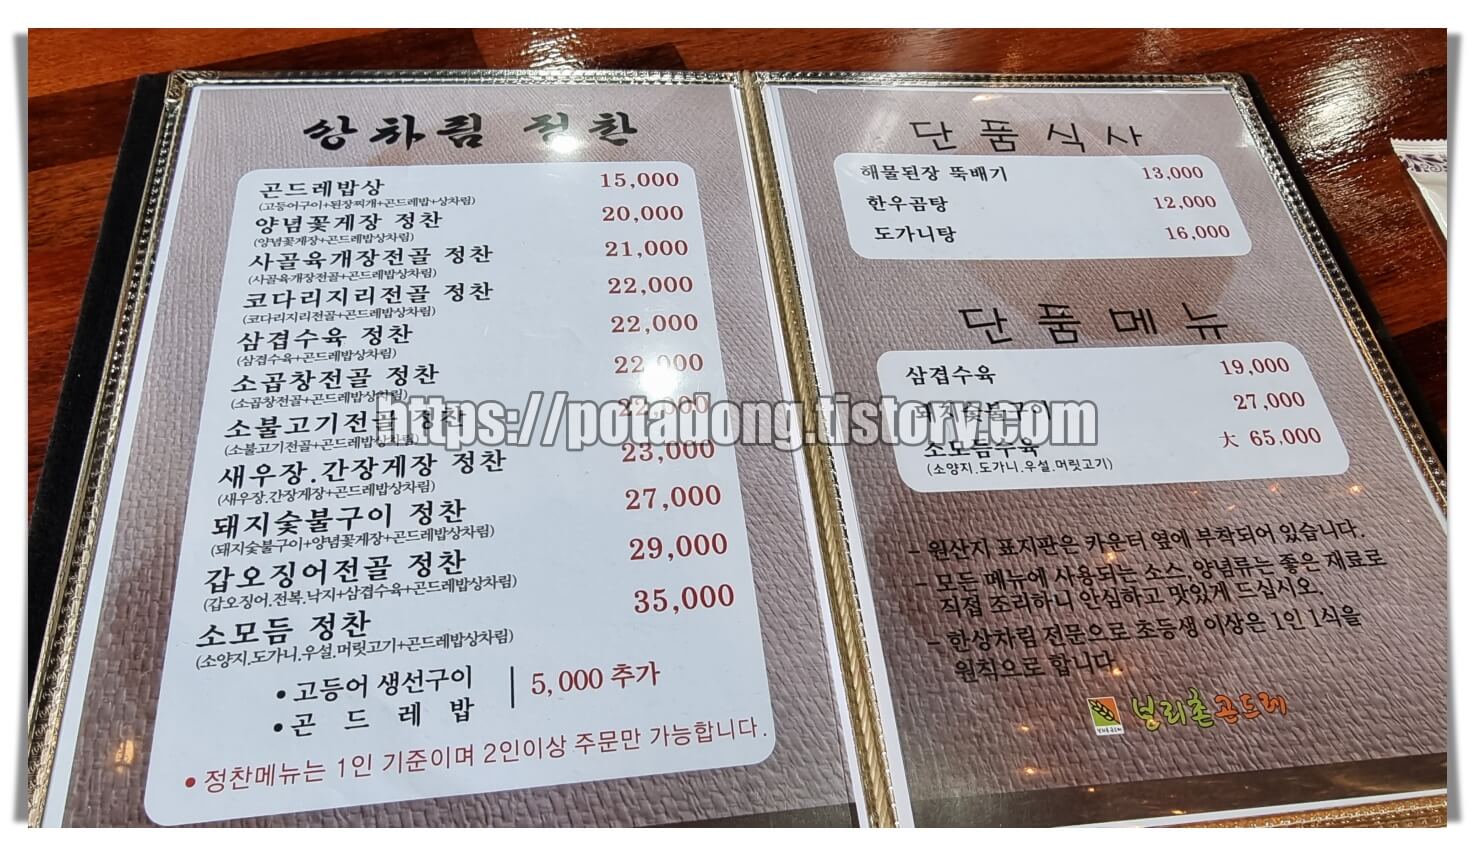 상차림 정찬
곤드레밥상 15,000
(고등어구이+된장찌개+곤드레밥+상차림)
양념꽃게장 정찬 20,000
(양념꽃게장+곤드레밥상차림)
사골육개장전골 정찬 21,000
(사골육개장전골+곤드레밥상차림)
코다리지리전골 정찬 22,000
(코다리지리전골+곤드레밥상차림)
삼겹수육 정찬 22,000
(삼겹수육+곤드레밥상차림)
소곱창전골 정찬 22,000
(소곱창전골+곤드레밥상차림)
소불고기전골 정찬 22,000
(소불고기전골+곤드레밥상차림)
새우장.간장게장 정찬 23,000
(새우장.간장게장+곤드레밥상차림)
돼지숯불구이 정찬 27,000
(돼지숯불구이+양념꽃게장+곤드레밥상차림)
갑오징어전골 정찬 29,000
(갑오징어.전복.낙지+삼겹수육+곤드레밥상차림)
소모듬 정찬 35,000
(소양지.도가니.우설.머릿고기+곤드레밥상차림)
• 고등어 생선구이
• 곤 드 레 밥
5,000 추가
• 정찬메뉴는 1인 기준이며 2인이상 주문만 가능합니다.
단품식사
해물된장 뚝배기 13,000
한우곰탕 12,000
도가니탕 16,000
단품메뉴
삼겹수육 19,000
돼지숯불구이 27,000
소모듬수육 大 65,000
(소양지.도가니.우설.머릿고기)
- 원산지 표지판은 카운터 옆에 부착되어 있습니다.
- 모든 메뉴에 사용되는 소스, 양념류는 좋은 재료로
직접 조리하니 안심하고 맛있게 드십시오.
- 한상차림 전문으로 초등생 이상은 1인 1식을
원칙으로 합니다
곤드레
https://potadong.tistory.com